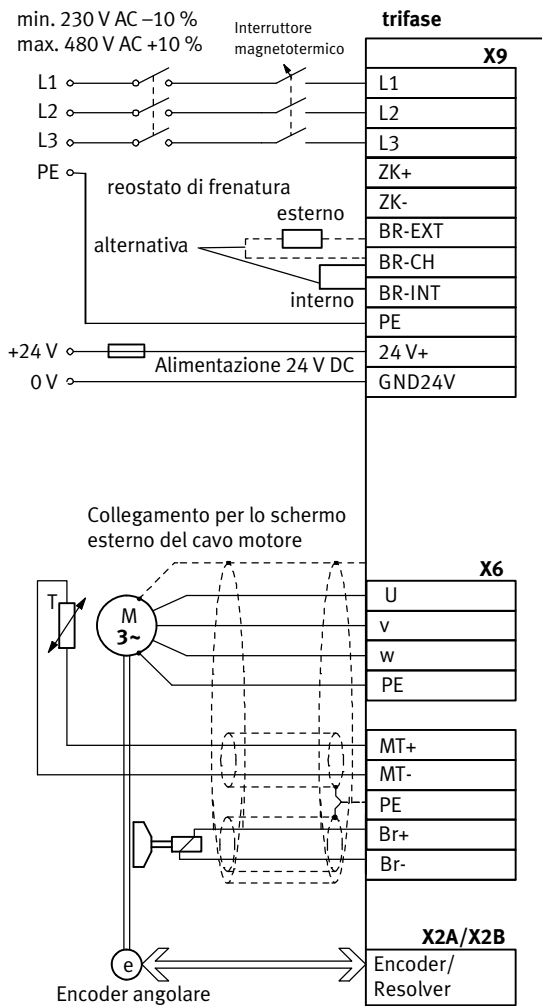 min. 230 V AC –10 %
max. 480 V AC +10 %
Interruttore
magnetotermico
trifase
X9
L1
L1
L2
L2
L3
L3
PE
ZK+
reostato di frenatura
ZK-
esterno
BR-EXT
alternativa
BR-CH
interno
BR-INT
PE
+24 V
24 V+
Alimentazione 24 V DC
0 V
GND24V
Collegamento per lo schermo
esterno del cavo motore
X6
T
M
3~
U
v
w
PE
MT+
MT-
PE
Br+
Br-
X2A/X2B
e
Encoder/
Resolver
Encoder angolare